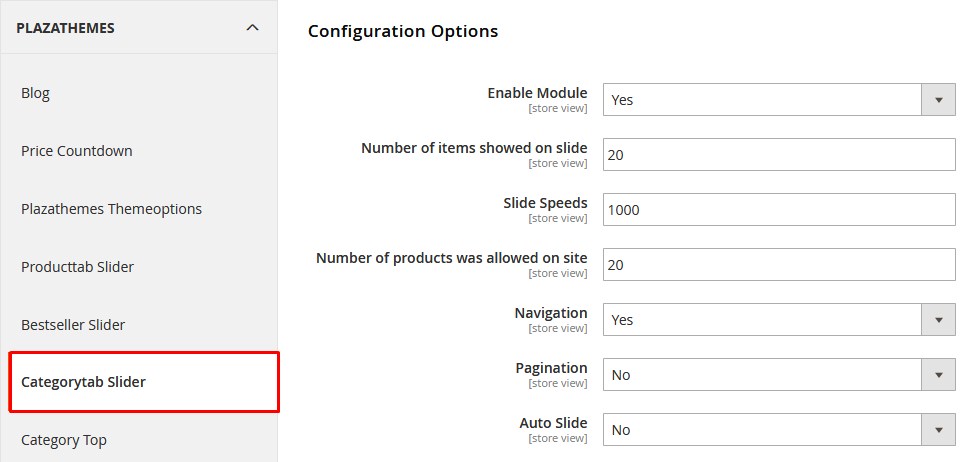 PLAZATHEMES
Blog
Price Countdown
Plazathemes Themeoptions
Producttab Slider
Bestseller Slider
Categorytab Slider
Category Top
Configuration Options
Enable Module
[store view]
Yes
Number of items showed on slide
[store view]
20
Slide Speeds
[store view]
1000
Number of products was allowed on site
[store view]
20
Navigation
[store view]
Yes
Pagination
[store view]
No
Auto Slide
[store view]
No